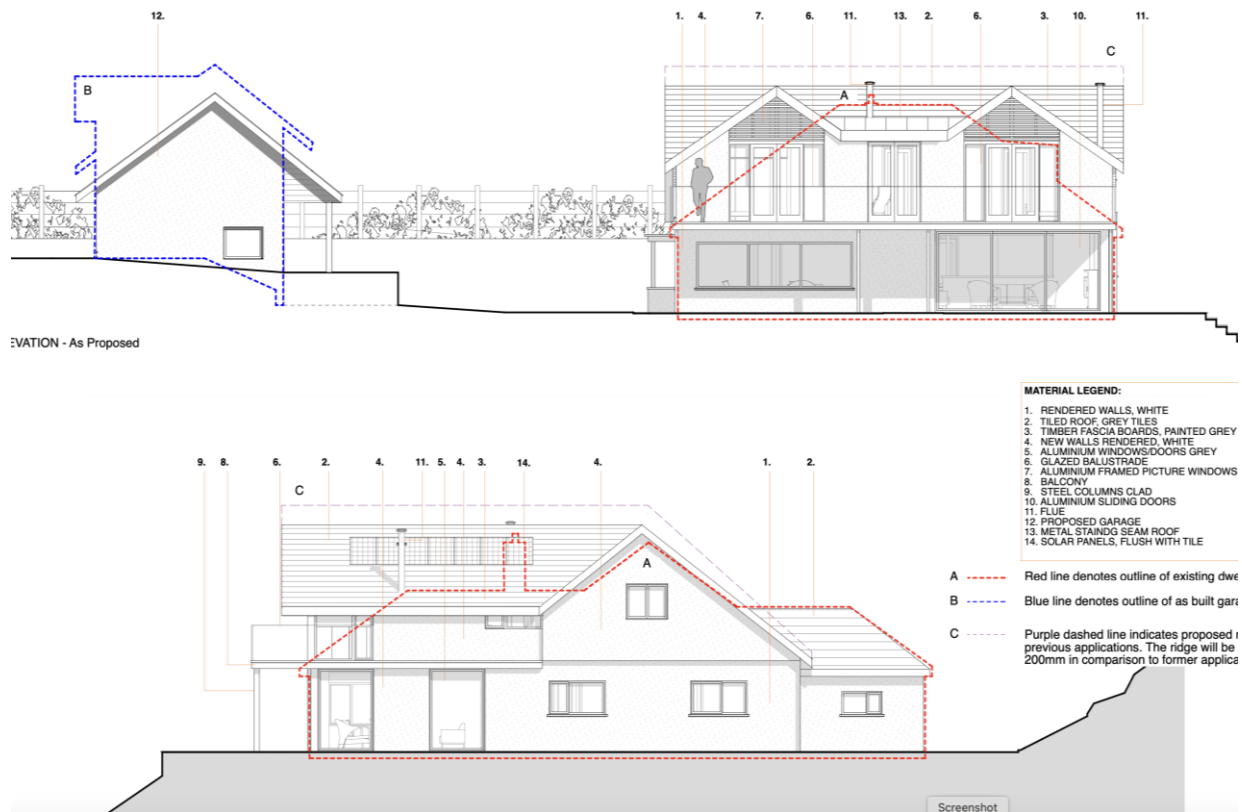 12.
1. 4. 7. 6. 11. 13. 2. 6. 3. 10. 11.
C
B
A
EVATION - As Proposed
MATERIAL LEGEND:
1. RENDERED WALLS, WHITE
2. TILED ROOF, GREY TILES
3. TIMBER FASCIA BOARDS, PAINTED GREY
4. NEW WALLS RENDERED, WHITE
5. ALUMINIUM WINDOWS/DOORS GREY
6. GLAZED BALUSTRADE
7. ALUMINIUM FRAMED PICTURE WINDOWS
8. BALCONY
9. STEEL COLUMNS CLAD
10. ALUMINIUM SLIDING DOORS
11. FLUE
12. PROPOSED GARAGE
13. METAL STAINDG SEAM ROOF
14. SOLAR PANELS, FLUSH WITH TILE
9. 8. 6. 2. 4. 11. 5. 4. 3. 14. 4. 1. 2.
C
A
A Red line denotes outline of existing dwe
B Blue line denotes outline of as built gara
C Purple dashed line indicates proposed r
previous applications. The ridge will be
200mm in comparison to former applica
Screenshot